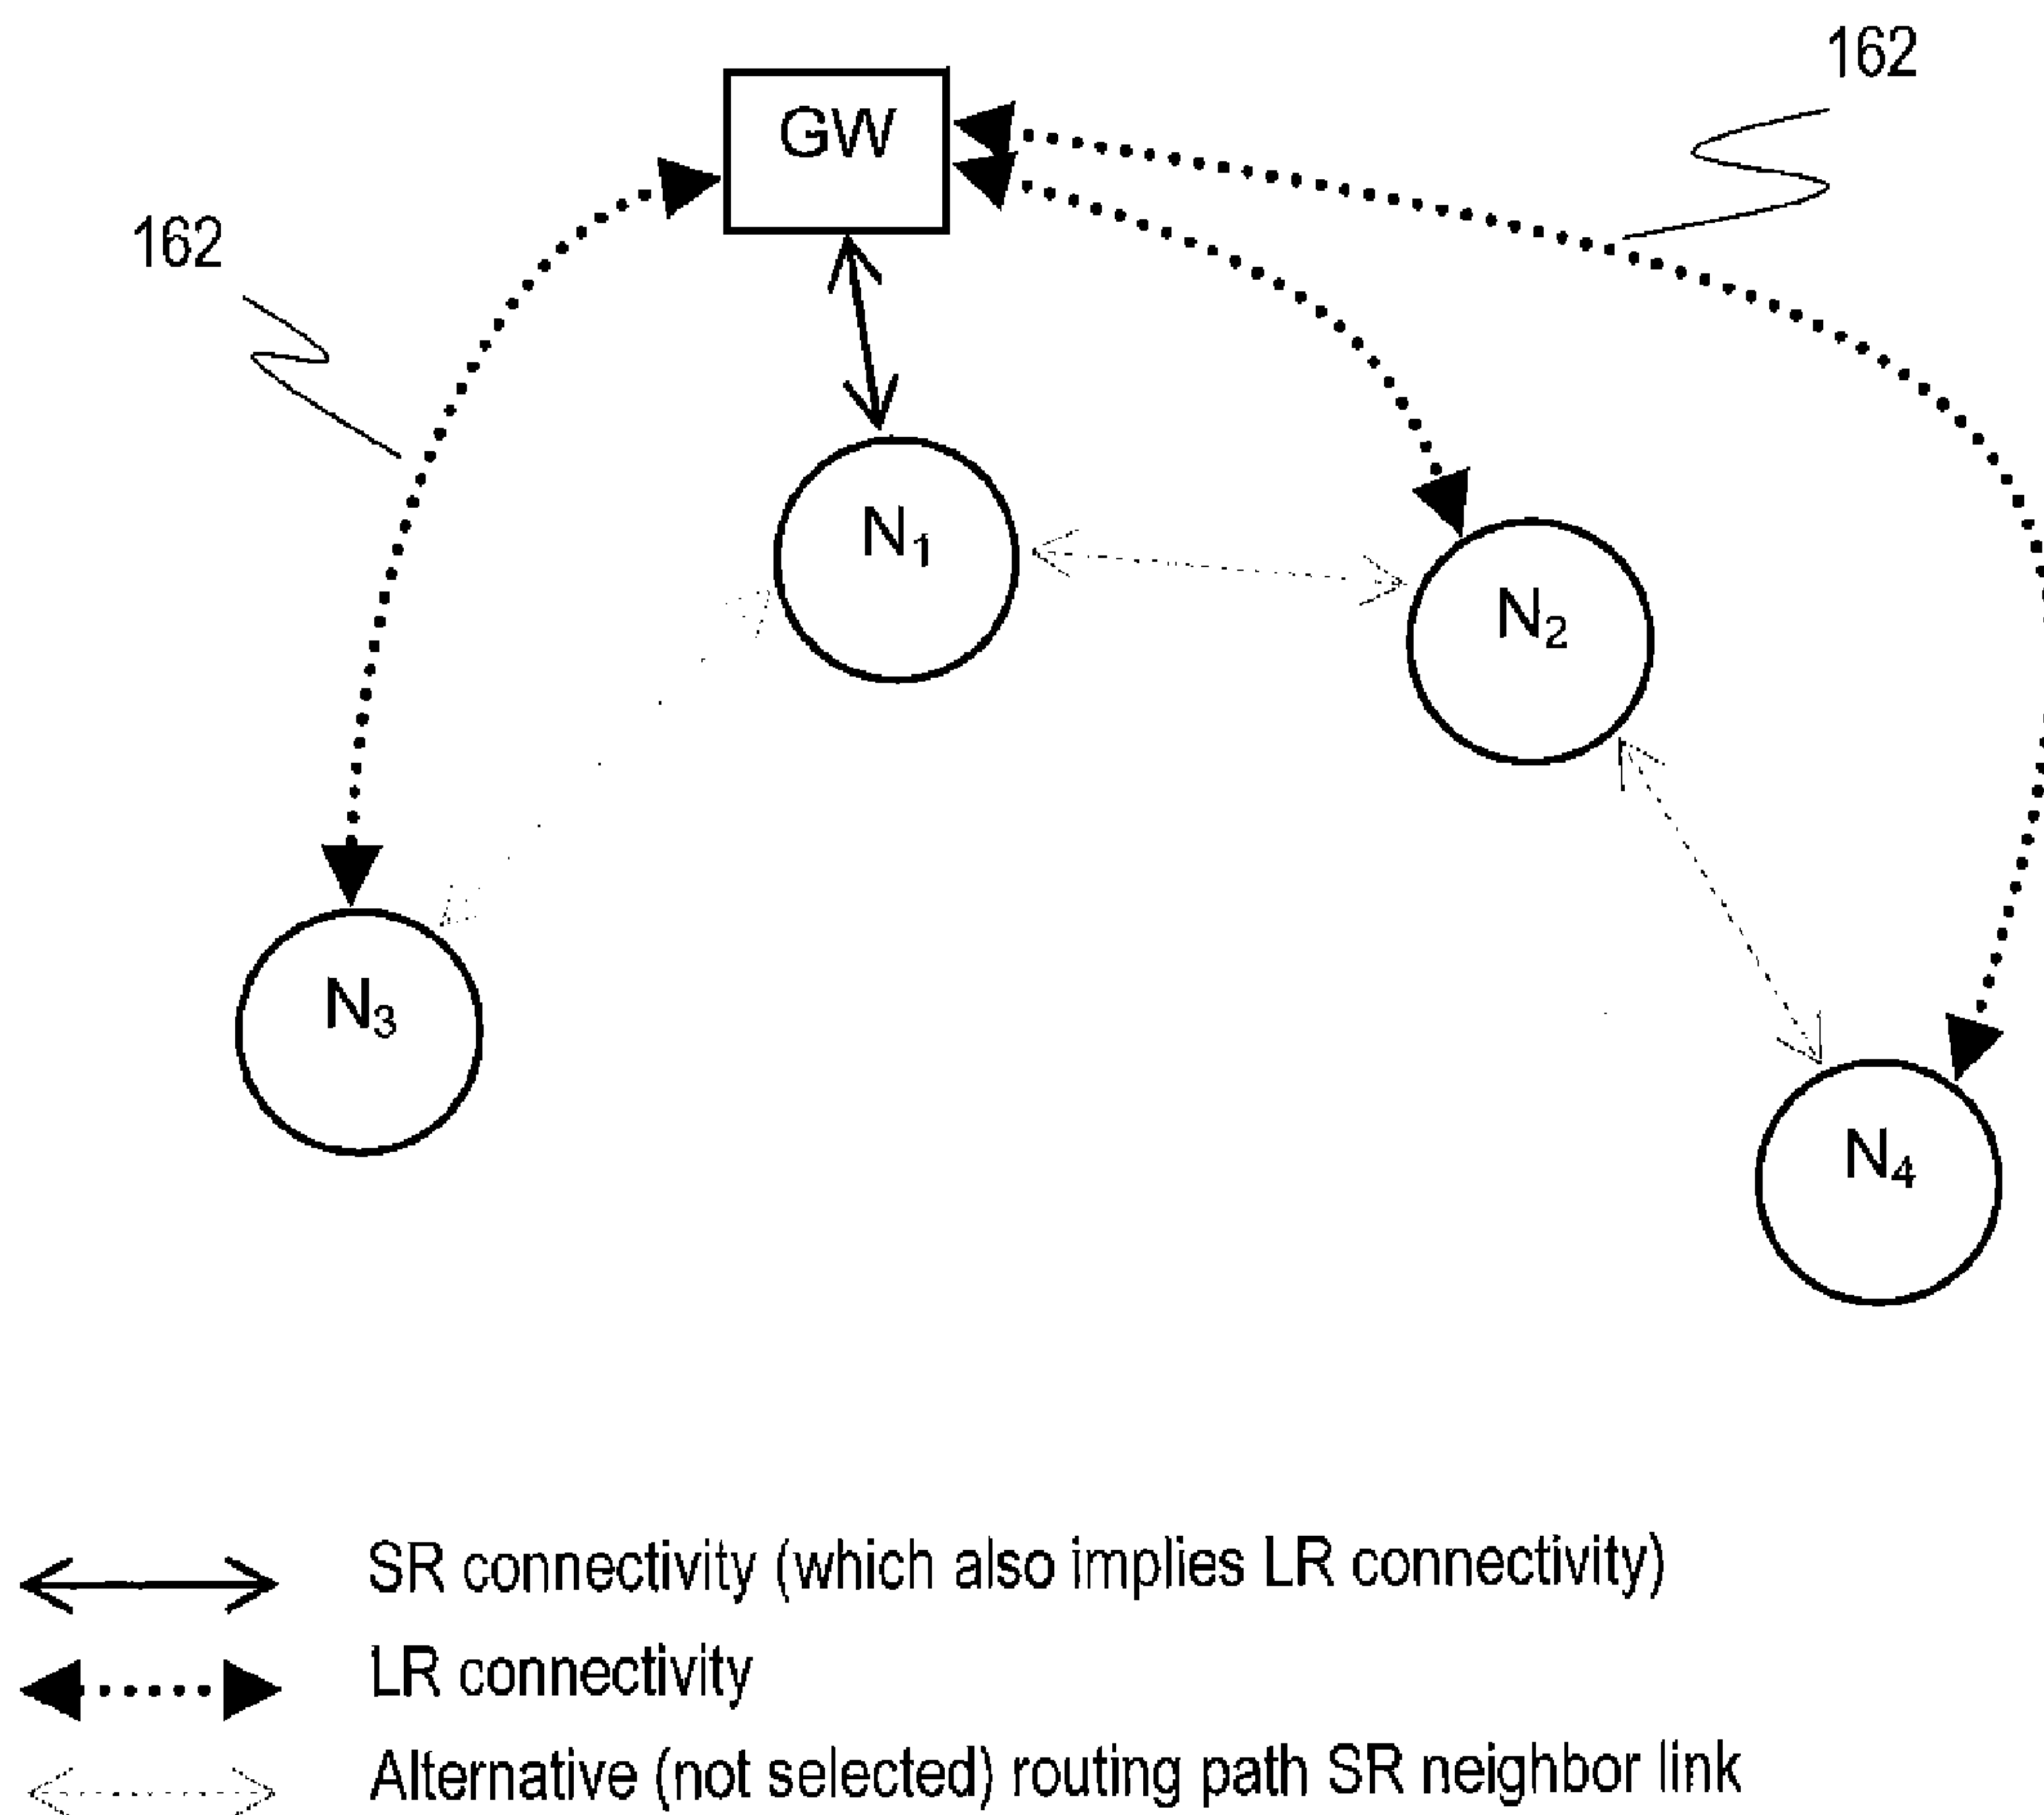 162
GW
162
N₁
N₂
N₃
N₄
SR connectivity (which also implies LR connectivity)
LR connectivity
Alternative (not selected) routing path SR neighbor link